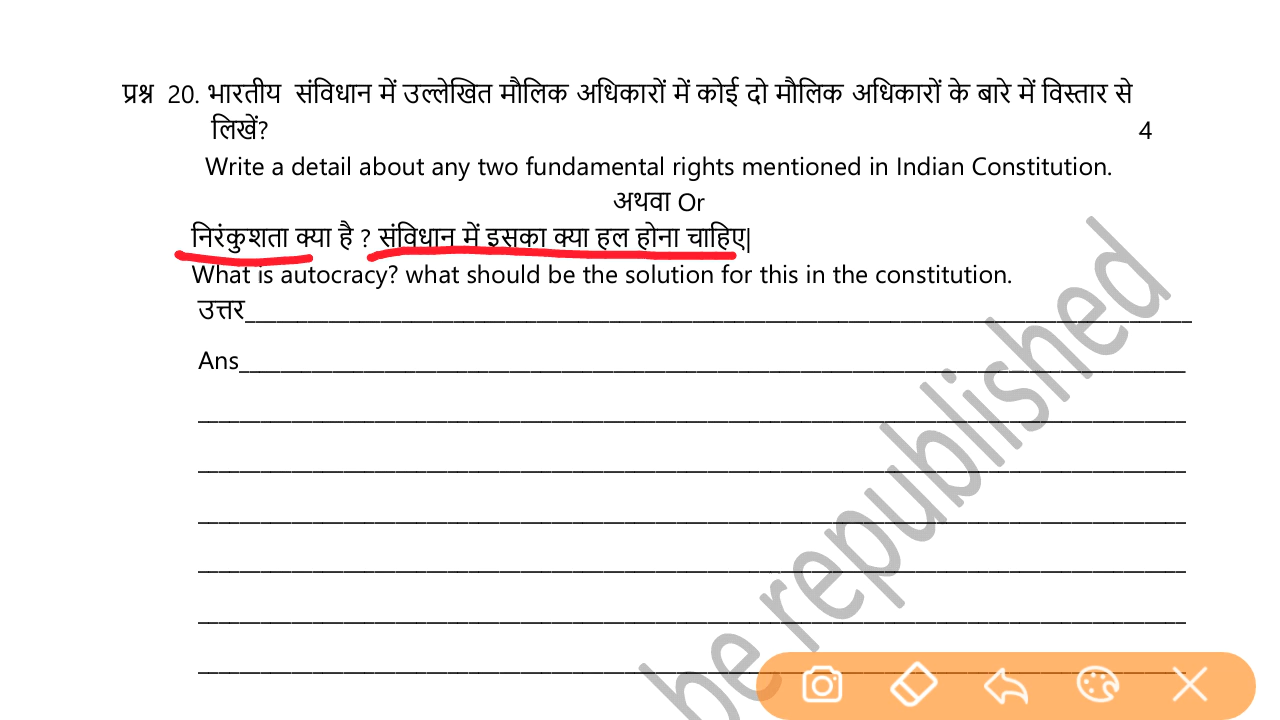 प्रश्न 20. भारतीय संविधान में उल्लेखित मौलिक अधिकारों में कोई दो मौलिक अधिकारों के बारे में विस्तार से
लिखें? 4
Write a detail about any two fundamental rights mentioned in Indian Constitution.
अथवा Or
निरंकुशता क्या है ? संविधान में इसका क्या हल होना चाहिए|
What is autocracy? what should be the solution for this in the constitution.
उत्तर
Ans
be republished